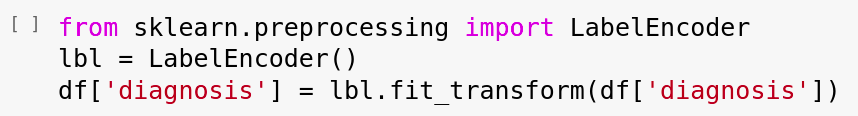 [ ] from sklearn.preprocessing import LabelEncoder
lbl = LabelEncoder()
df['diagnosis'] = lbl.fit_transform(df['diagnosis'])